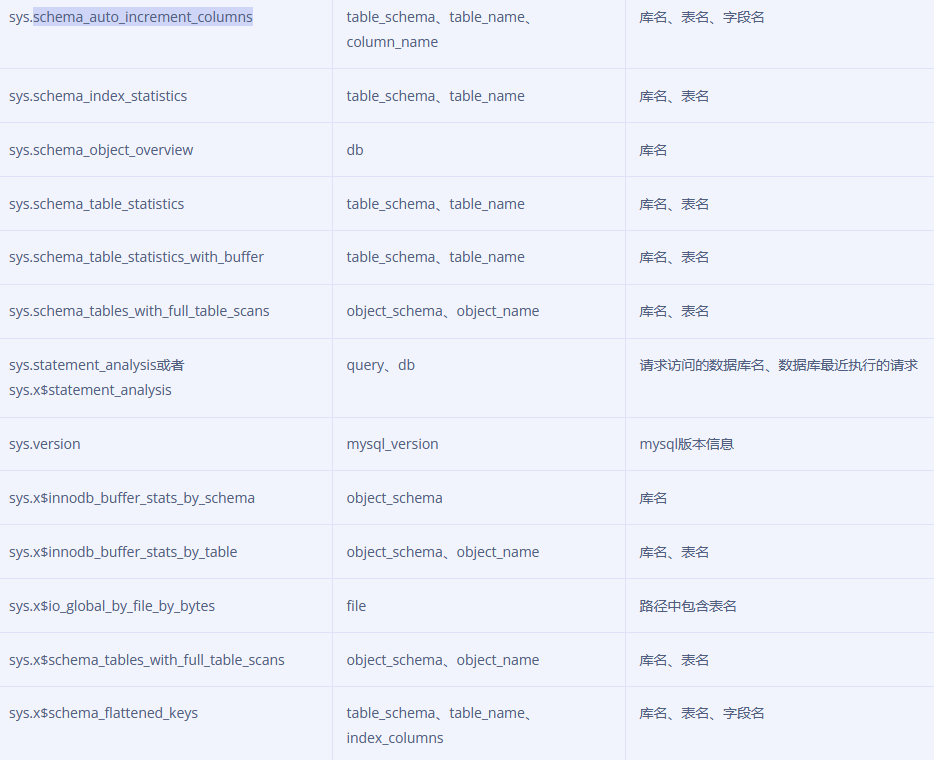 sys.schema_auto_increment_columns table_schema、table_name、 库名、表名、字段名
column_name
sys.schema_index_statistics table_schema、table_name 库名、表名
sys.schema_object_overview db 库名
sys.schema_table_statistics table_schema、table_name 库名、表名
sys.schema_table_statistics_with_buffer table_schema、table_name 库名、表名
sys.schema_tables_with_full_table_scans object_schema、object_name 库名、表名
sys.statement_analysis或者 query、db 请求访问的数据库名、数据库最近执行的请求
sys.x$statement_analysis
sys.version mysql_version mysql版本信息
sys.x$innodb_buffer_stats_by_schema object_schema 库名
sys.x$innodb_buffer_stats_by_table object_schema、object_name 库名、表名
sys.x$io_global_by_file_by_bytes file 路径中包含表名
sys.x$schema_tables_with_full_table_scans object_schema、object_name 库名、表名
sys.x$schema_flattened_keys table_schema、table_name、 库名、表名、字段名
index_columns